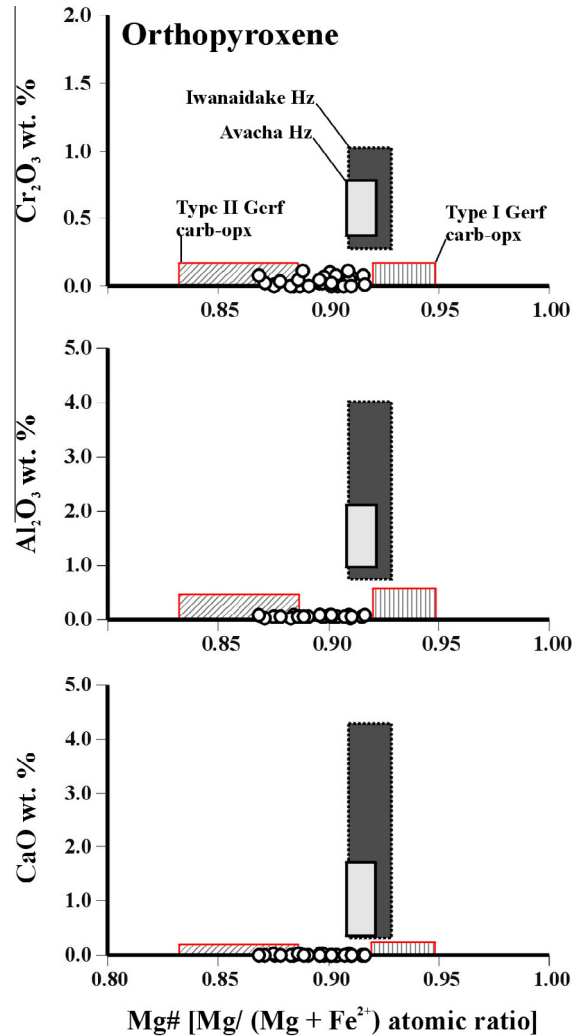 Orthopyroxene
2.0
1.5
1.0
0.5
0.0
Cr₂O₃ wt. %
Iwanaidake Hz
Avacha Hz
Type II Gerf
carb-opx
Type I Gerf
carb-opx
0.85 0.90 0.95 1.00
5.0
4.0
3.0
2.0
1.0
0.0
Al₂O₃ wt. %
0.85 0.90 0.95 1.00
5.0
4.0
3.0
2.0
1.0
0.0
CaO wt. %
0.80 0.85 0.90 0.95 1.00
Mg# [Mg/ (Mg + Fe²⁺) atomic ratio]